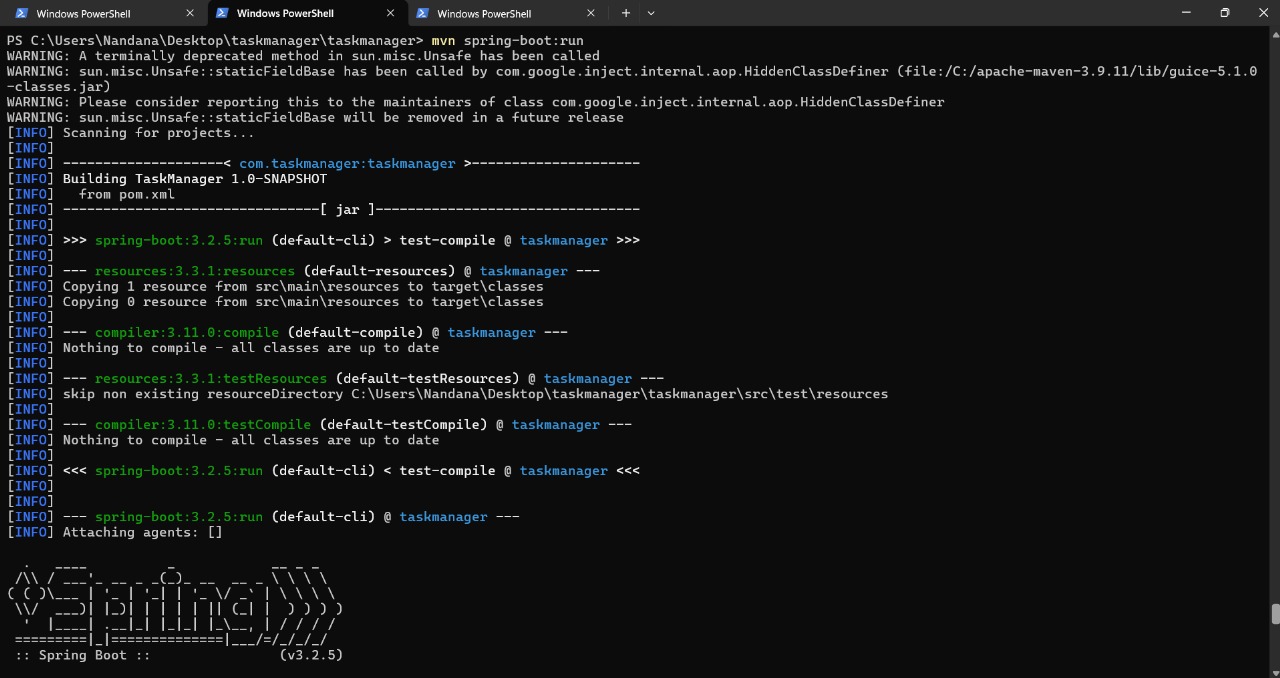 Windows PowerShell
Windows PowerShell
Windows PowerShell
PS C:\Users\Nandana\Desktop\taskmanager\taskmanager> mvn spring-boot:run
WARNING: A terminally deprecated method in sun.misc.Unsafe has been called
WARNING: sun.misc.Unsafe::staticFieldBase has been called by com.google.inject.internal.aop.HiddenClassDefiner (file:/C:/apache-maven-3.9.11/lib/guice-5.1.0
-classes.jar)
WARNING: Please consider reporting this to the maintainers of class com.google.inject.internal.aop.HiddenClassDefiner
WARNING: sun.misc.Unsafe::staticFieldBase will be removed in a future release
[INFO] Scanning for projects...
[INFO]
[INFO] --------------------< com.taskmanager:taskmanager >---------------------
[INFO] Building TaskManager 1.0-SNAPSHOT
[INFO]   from pom.xml
[INFO] --------------------------------[ jar ]---------------------------------
[INFO]
[INFO] >>> spring-boot:3.2.5:run (default-cli) > test-compile @ taskmanager >>>
[INFO]
[INFO] --- resources:3.3.1:resources (default-resources) @ taskmanager ---
[INFO] Copying 1 resource from src\main\resources to target\classes
[INFO] Copying 0 resource from src\main\resources to target\classes
[INFO]
[INFO] --- compiler:3.11.0:compile (default-compile) @ taskmanager ---
[INFO] Nothing to compile - all classes are up to date
[INFO]
[INFO] --- resources:3.3.1:testResources (default-testResources) @ taskmanager ---
[INFO] skip non existing resourceDirectory C:\Users\Nandana\Desktop\taskmanager\taskmanager\src\test\resources
[INFO]
[INFO] --- compiler:3.11.0:testCompile (default-testCompile) @ taskmanager ---
[INFO] Nothing to compile - all classes are up to date
[INFO]
[INFO] <<< spring-boot:3.2.5:run (default-cli) < test-compile @ taskmanager <<<
[INFO]
[INFO]
[INFO] --- spring-boot:3.2.5:run (default-cli) @ taskmanager ---
[INFO] Attaching agents: []
  .   ____          _            __ _ _
 /\\ / ___'_ __ _ _(_)_ __  __ _ \ \ \ \
( ( )\___ | '_ | '_| | '_ \/ _` | \ \ \ \
 \\/  ___)| |_)| | | | | || (_| |  ) ) ) )
  '  |____| .__|_| |_|_| |_\__, | / / / /
 =========|_|==============|___/=/_/_/_/
 :: Spring Boot ::                (v3.2.5)